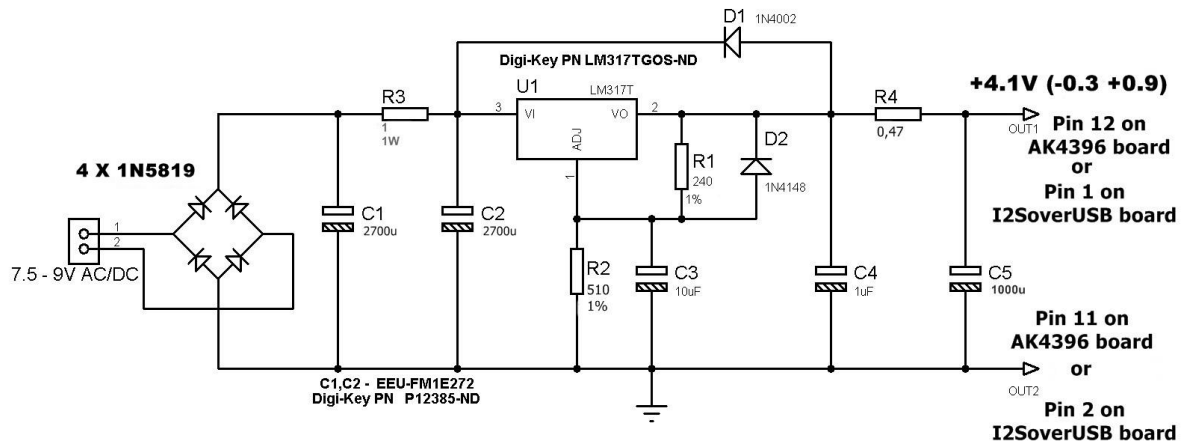 D1 1N4002
Digi-Key PN LM317TGOS-ND
U1
LM317T
3
VI
VO
2
ADJ
1
R3
1
1W
R4
0,47
+4.1V (-0.3 +0.9)
OUT1
Pin 12 on
AK4396 board
or
Pin 1 on
I2SoverUSB board
D2
1N4148
R1
240
1%
4 X 1N5819
1
2
7.5 - 9V AC/DC
C1
2700u
C2
2700u
R2
510
1%
C3
10uF
C4
1uF
C5
1000u
Pin 11 on
AK4396 board
or
OUT2
Pin 2 on
I2SoverUSB board
C1,C2 - EEU-FM1E272
Digi-Key PN P12385-ND